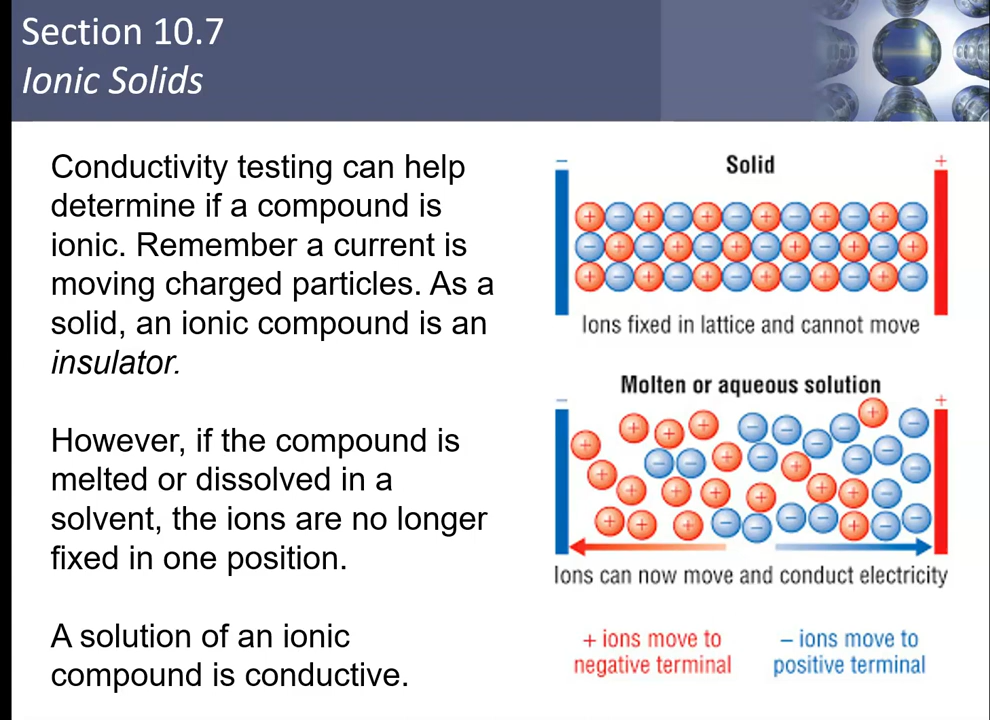 Section 10.7
Ionic Solids
Conductivity testing can help
determine if a compound is
ionic. Remember a current is
moving charged particles. As a
solid, an ionic compound is an
insulator.
However, if the compound is
melted or dissolved in a
solvent, the ions are no longer
fixed in one position.
A solution of an ionic
compound is conductive.
Solid
− +
+ − + − + − + − + − + −
− + − + − + − + − + − +
+ − + − + − + − + − + −
Ions fixed in lattice and cannot move
Molten or aqueous solution
− +
Ions can now move and conduct electricity
+ ions move to
negative terminal
− ions move to
positive terminal